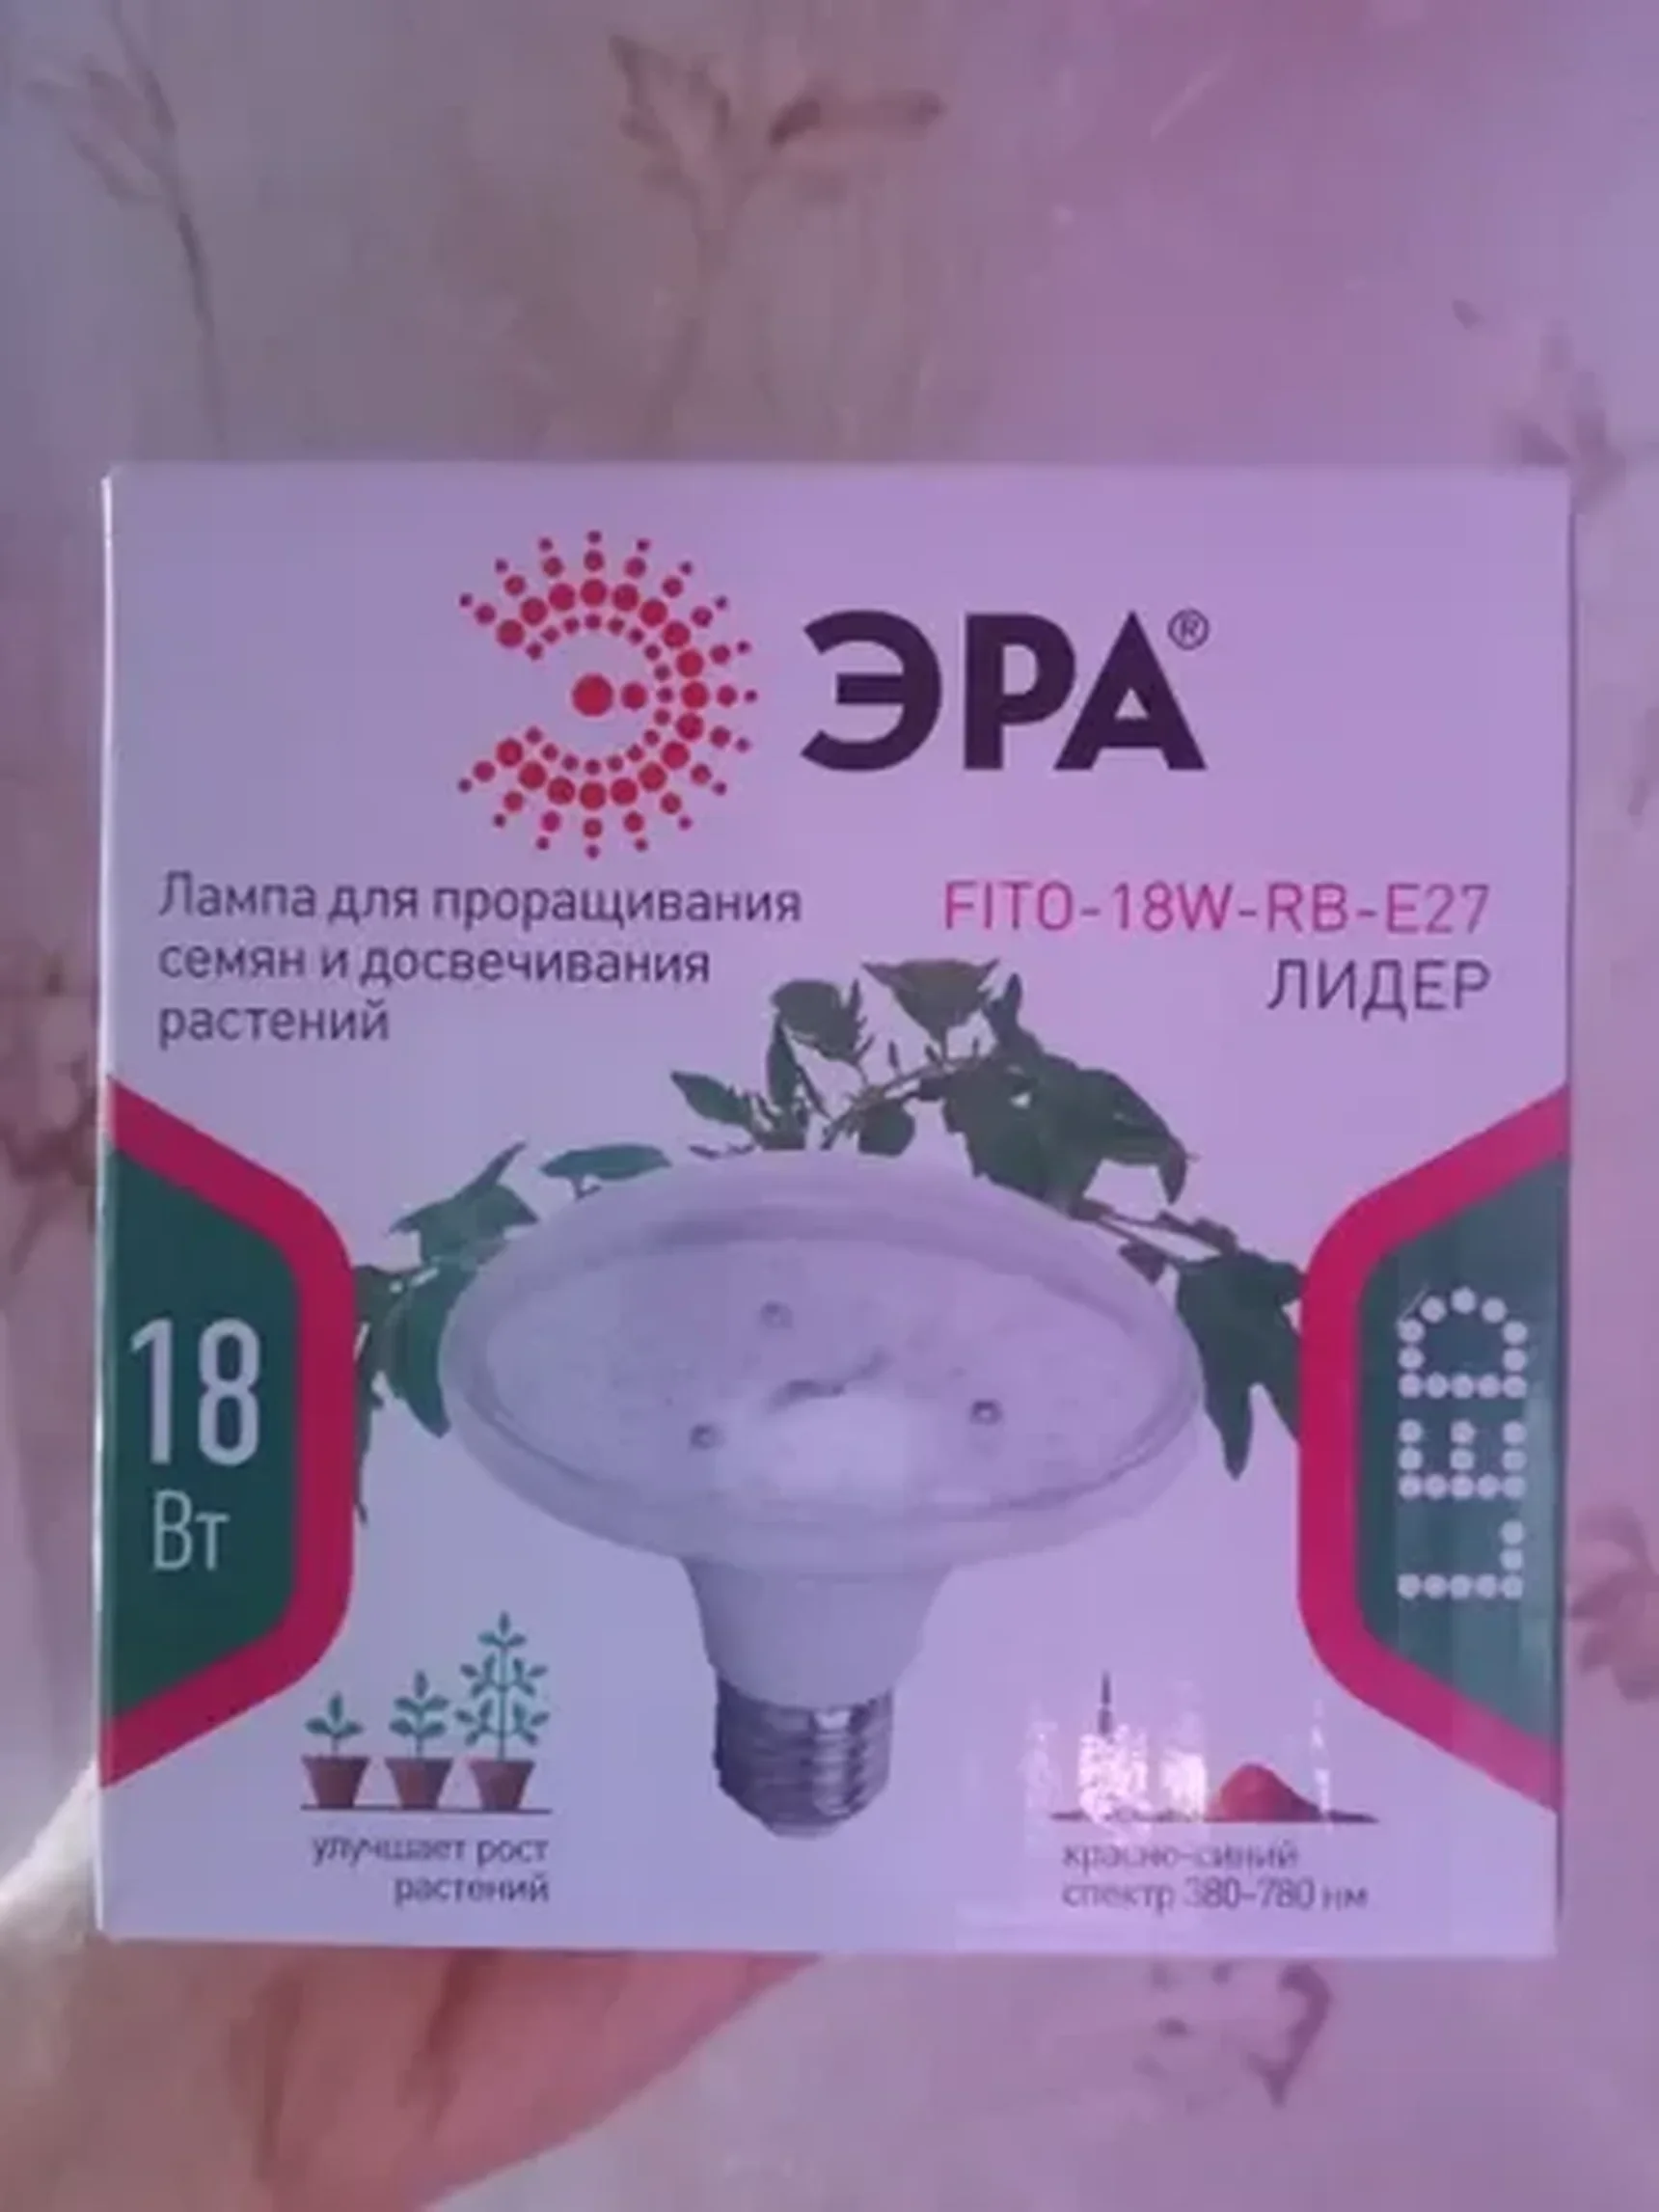 ЭРА®
Лампа для проращивания
семян и досвечивания
растений
FITO-18W-RB-E27
ЛИДЕР
18
Вт
LED
улучшает рост
растений
красно-синий
спектр 380-780 нм